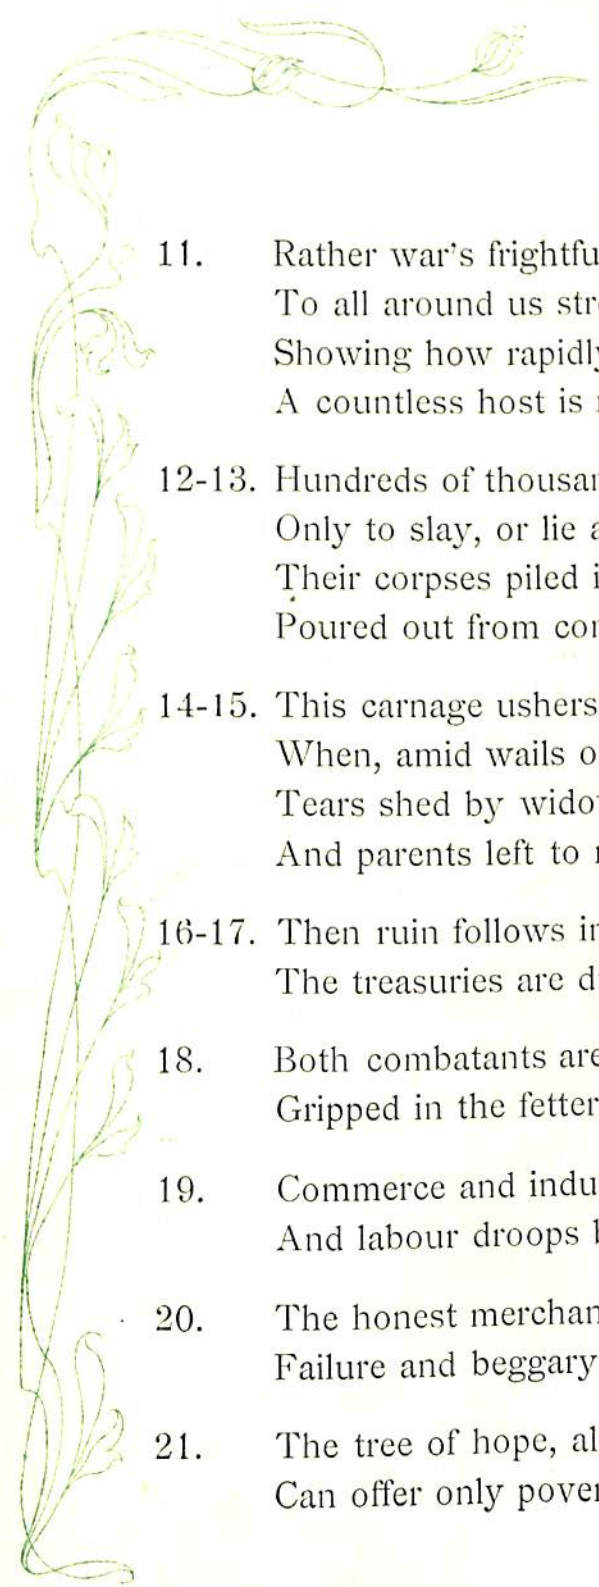 11. Rather war's frightfu
To all around us str
Showing how rapidly
A countless host is
12-13. Hundreds of thousan
Only to slay, or lie a
Their corpses piled i
Poured out from con
14-15. This carnage ushers
When, amid wails o
Tears shed by widow
And parents left to
16-17. Then ruin follows in
The treasuries are d
18. Both combatants are
Gripped in the fetter
19. Commerce and indu
And labour droops b
20. The honest merchan
Failure and beggary
21. The tree of hope, al
Can offer only pover